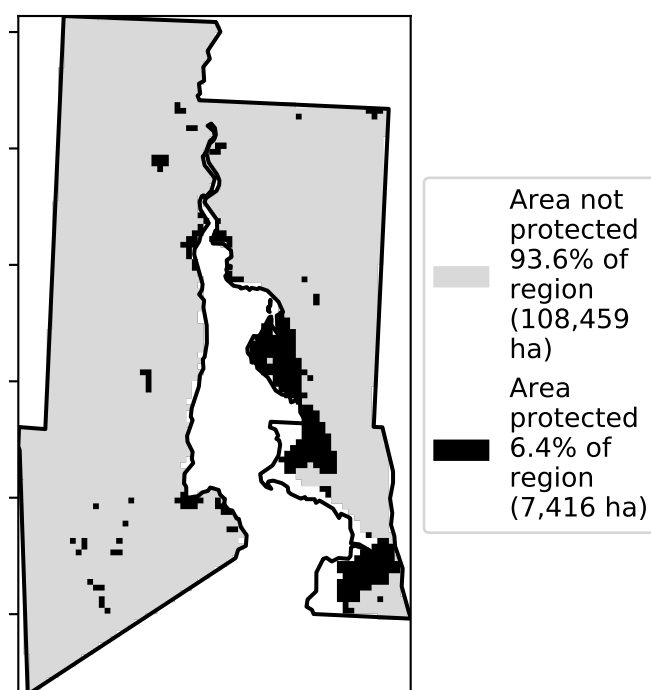 Area not
protected
93.6% of
region
(108,459
ha)
Area
protected
6.4% of
region
(7,416 ha)